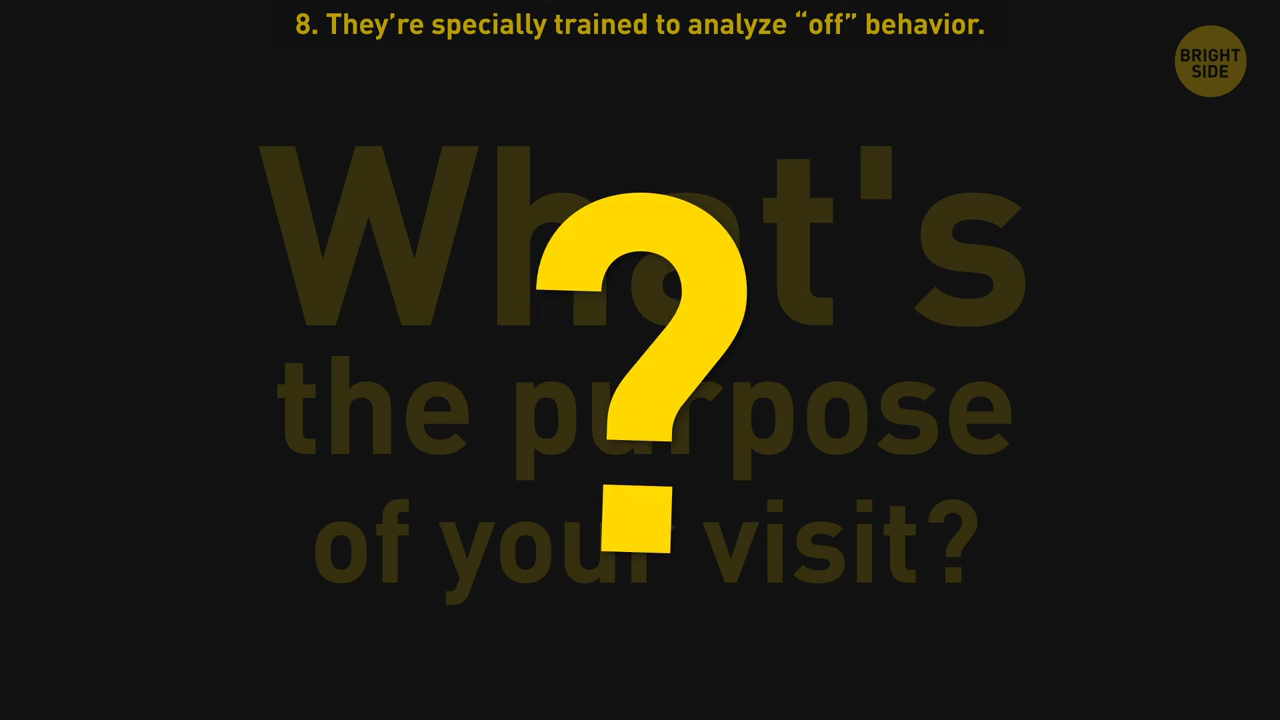 8. They’re specially trained to analyze “off” behavior.
BRIGHT
SIDE
What's
the purpose
of your visit?
?